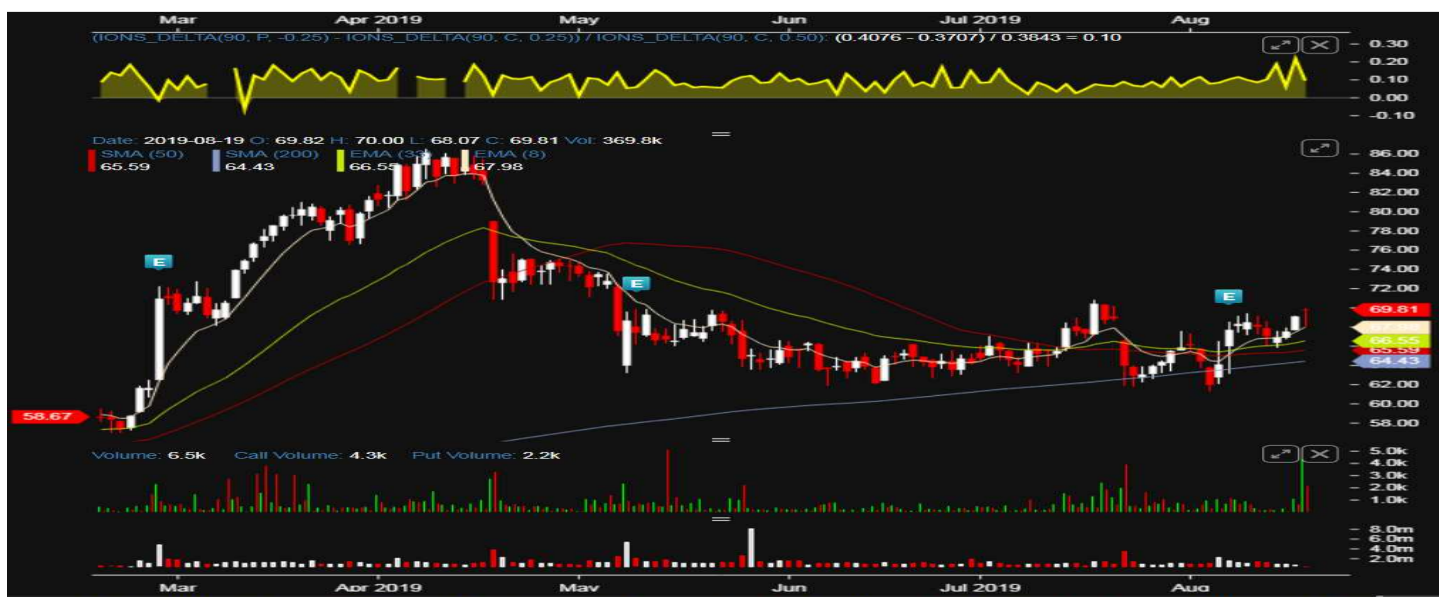 Mar Apr 2019 May Jun Jul 2019 Aug
(IONS_DELTA(90, P, -0.25) - IONS_DELTA(90, C, 0.25)) / IONS_DELTA(90, C, 0.50): (0.4076 - 0.3707) / 0.3843 = 0.10
0.30
0.20
0.10
0.00
-0.10
Date: 2019-08-19 O: 69.82 H: 70.00 L: 68.07 C: 69.81 Vol: 369.8k
SMA (50) SMA (200) EMA (33) EMA (8)
65.59 64.43 66.55 67.98
86.00
84.00
82.00
80.00
78.00
76.00
74.00
72.00
E
E
E
69.81
67.98
66.55
65.59
64.43
62.00
60.00
58.00
58.67
Volume: 6.5k Call Volume: 4.3k Put Volume: 2.2k
5.0k
4.0k
3.0k
2.0k
1.0k
8.0m
6.0m
4.0m
2.0m
Mar Apr 2019 May Jun Jul 2019 Aug